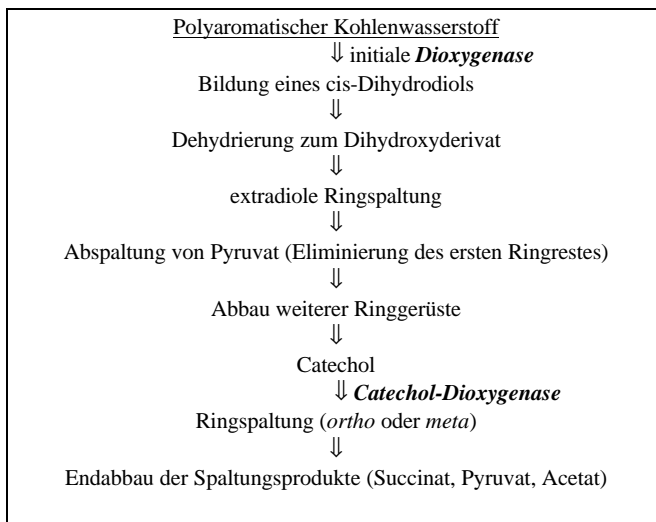 Polyaromatischer Kohlenwasserstoff
⇓ initiale Dioxygenase
Bildung eines cis-Dihydrodiols
⇓
Dehydrierung zum Dihydroxyderivat
⇓
extradiole Ringspaltung
⇓
Abspaltung von Pyruvat (Eliminierung des ersten Ringrestes)
⇓
Abbau weiterer Ringgerüste
⇓
Catechol
⇓ Catechol-Dioxygenase
Ringspaltung (ortho oder meta)
⇓
Endabbau der Spaltungsprodukte (Succinat, Pyruvat, Acetat)